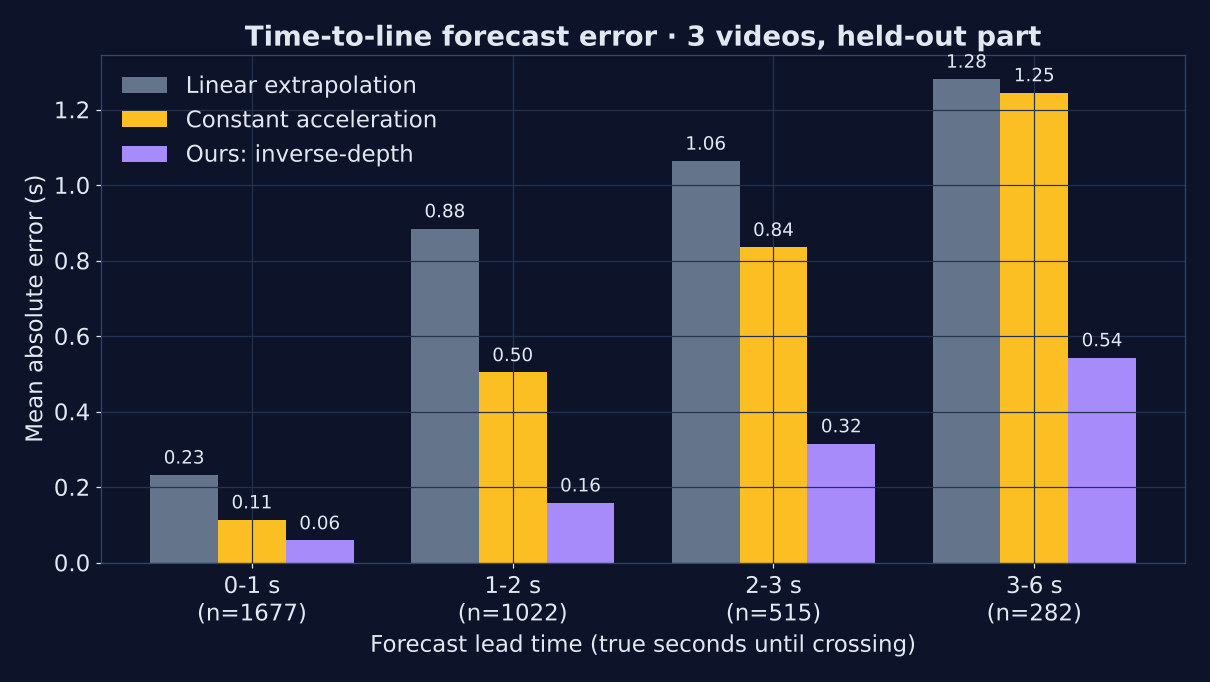 Time-to-line forecast error · 3 videos, held-out part
Linear extrapolation
Constant acceleration
Ours: inverse-depth
Mean absolute error (s)
1.2
1.0
0.8
0.6
0.4
0.2
0.0
0.23
0.11
0.06
0.88
0.50
0.16
1.06
0.84
0.32
1.28
1.25
0.54
0-1 s
(n=1677)
1-2 s
(n=1022)
2-3 s
(n=515)
3-6 s
(n=282)
Forecast lead time (true seconds until crossing)